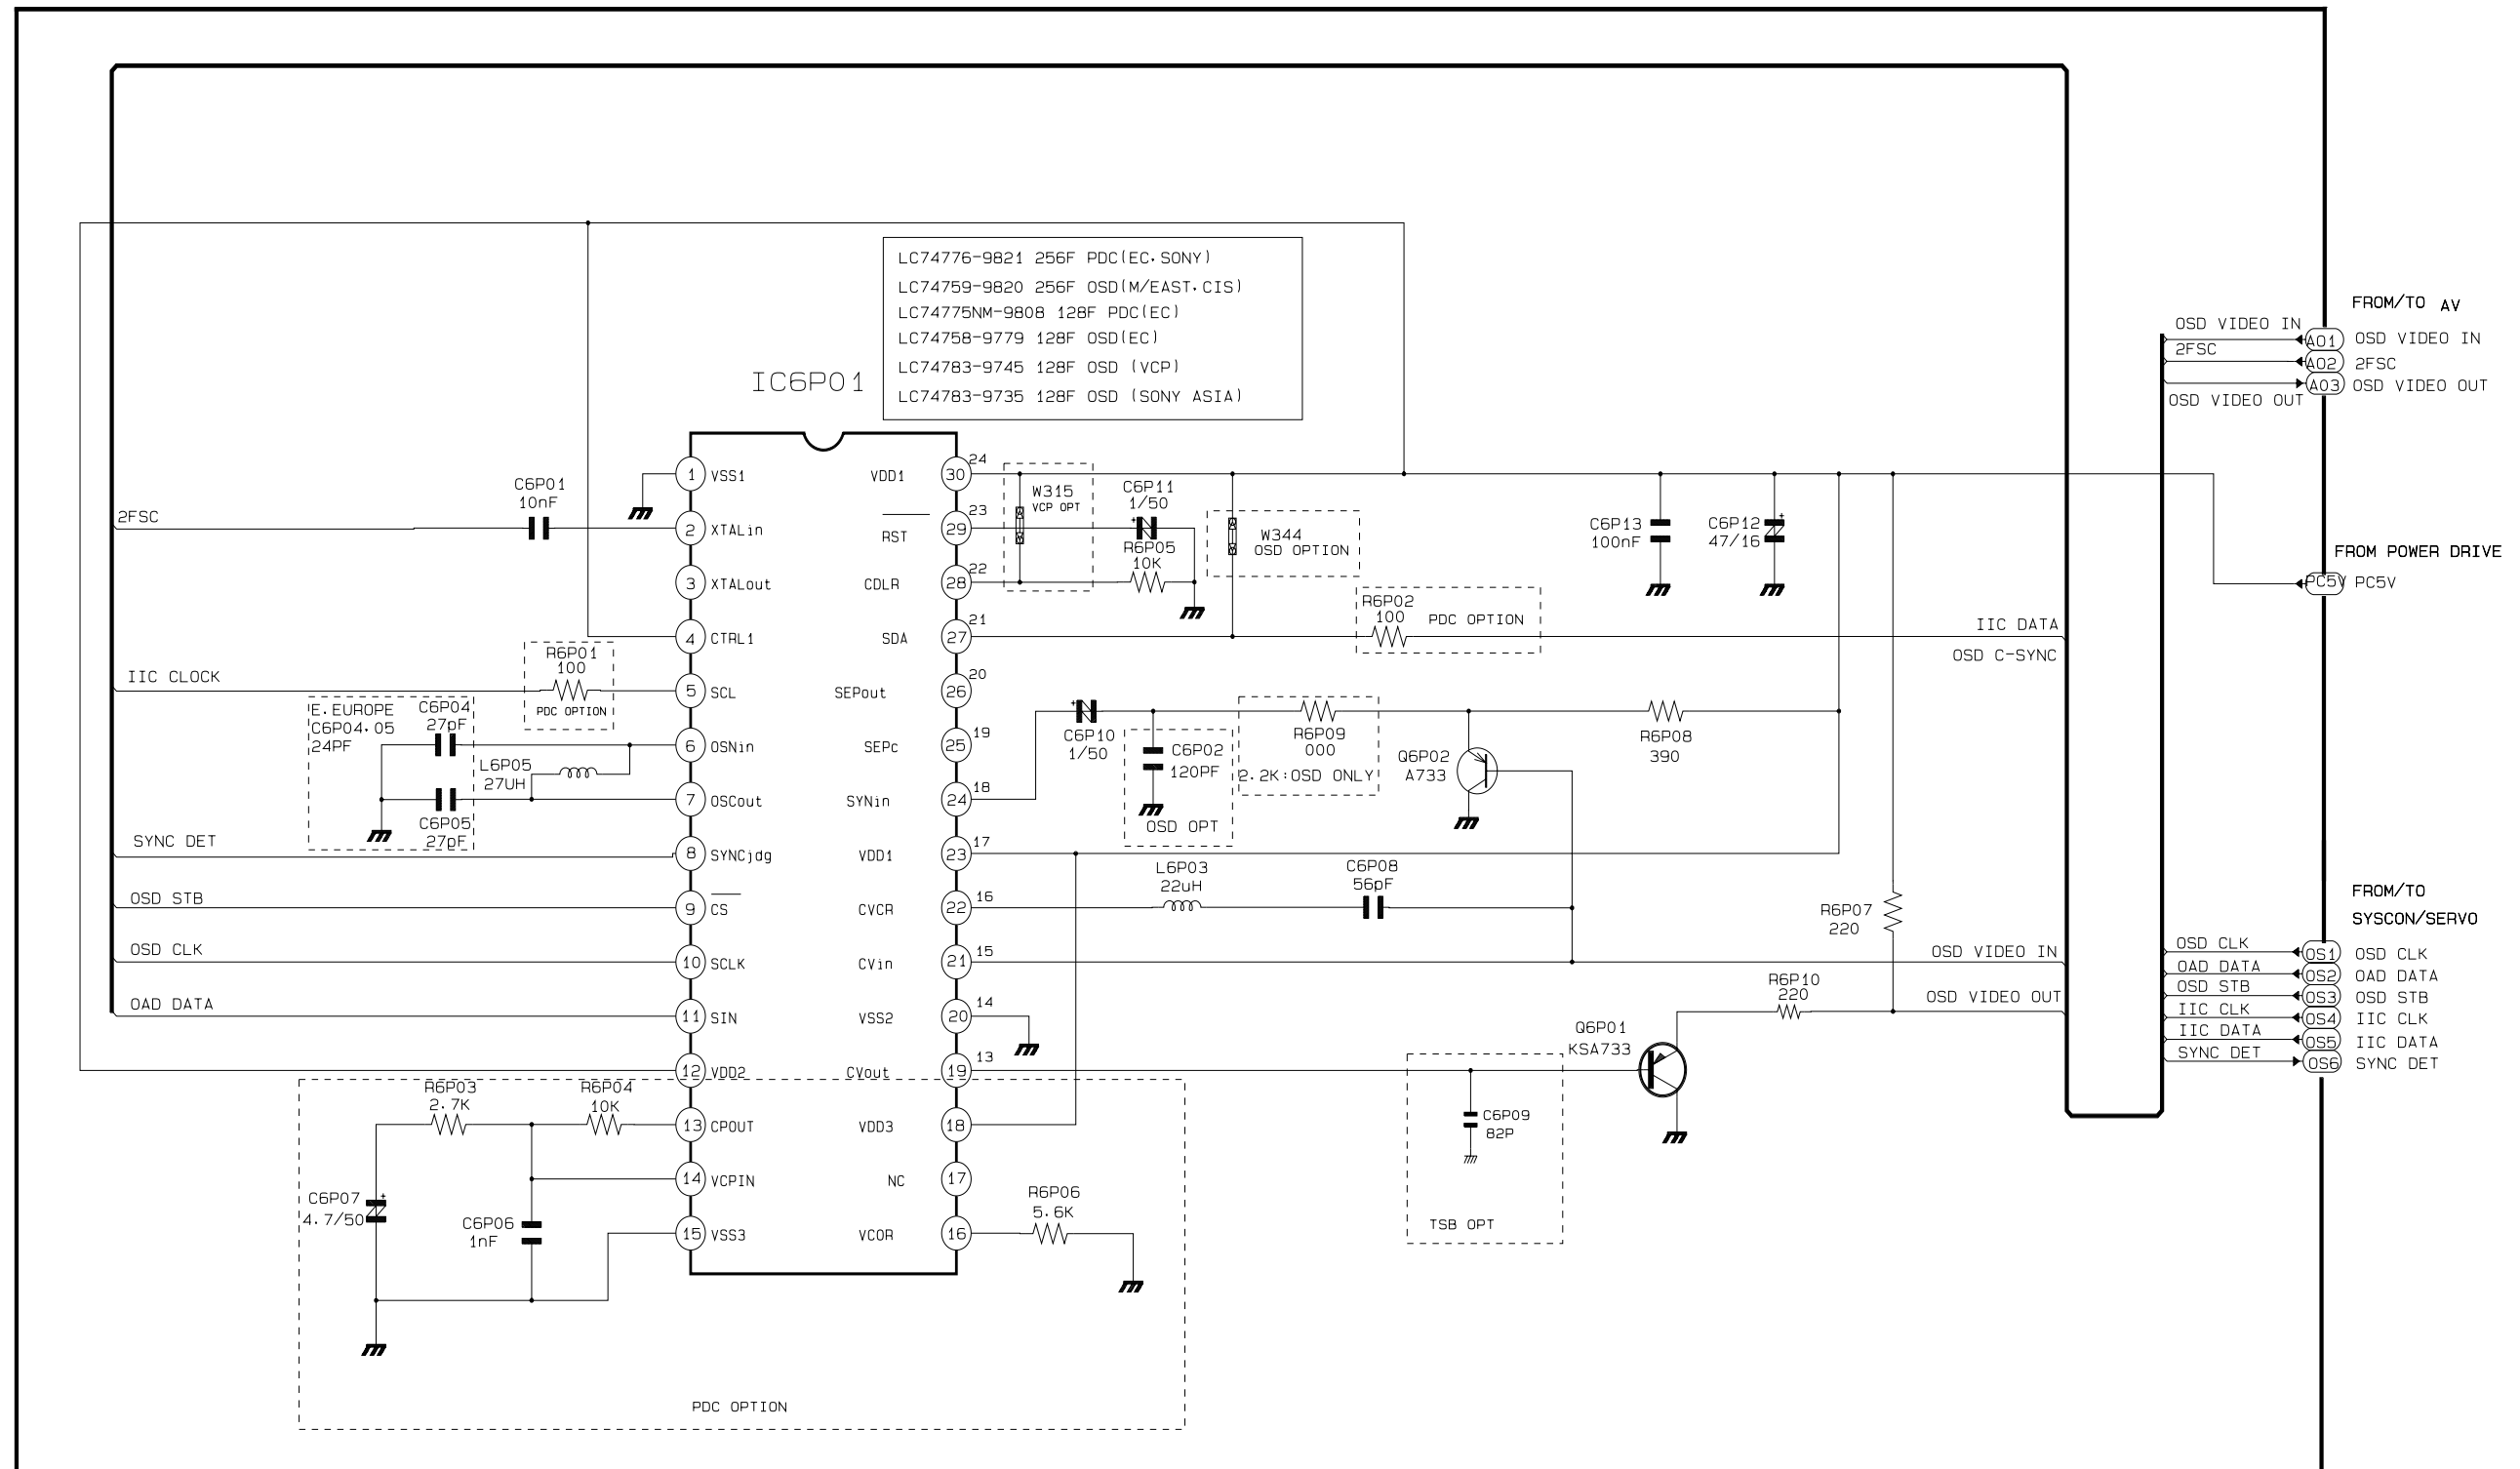 LC74776-9821 256F PDC(EC.SONY)
LC74759-9820 256F OSD(M/EAST.CIS)
LC74775NM-9808 128F PDC(EC)
LC74758-9779 128F OSD(EC)
LC74783-9745 128F OSD (VCP)
LC74783-9735 128F OSD (SONY ASIA)
IC6P01
2FSC
C6P01
10nF
IIC CLOCK
R6P01
100
PDC OPTION
E.EUROPE
C6P04.05
24PF
C6P04
27pF
L6P05
27UH
C6P05
27pF
SYNC DET
OSD STB
OSD CLK
OAD DATA
1 VSS1
2 XTALin
3 XTALout
4 CTRL1
5 SCL
6 OSNin
7 OSCout
8 SYNCjdg
9 CS
10 SCLK
11 SIN
12 VDD2
13 CPOUT
14 VCPIN
15 VSS3
VDD1 30 24
RST 29 23
CDLR 28 22
SDA 27 21
SEPout 26 20
SEPc 25 19
SYNin 24 18
VDD1 23 17
CVCR 22 16
CVin 21 15
VSS2 20 14
CVout 19 13
VDD3 18
NC 17
VCOR 16
R6P03
2.7K
R6P04
10K
C6P07
+
4.7/50
C6P06
1nF
R6P06
5.6K
PDC OPTION
W315
VCP OPT
C6P11
1/50
+
R6P05
10K
W344
OSD OPTION
R6P02
100
PDC OPTION
C6P13
100nF
C6P12
47/16
+
IIC DATA
OSD C-SYNC
+
C6P10
1/50
C6P02
120PF
OSD OPT
R6P09
000
2.2K:OSD ONLY
Q6P02
A733
R6P08
390
L6P03
22uH
C6P08
56pF
R6P07
220
OSD VIDEO IN
R6P10
220
OSD VIDEO OUT
Q6P01
KSA733
C6P09
82P
TSB OPT
FROM/TO AV
OSD VIDEO IN
A01 OSD VIDEO IN
2FSC
A02 2FSC
A03 OSD VIDEO OUT
OSD VIDEO OUT
FROM POWER DRIVE
PC5V PC5V
FROM/TO
SYSCON/SERVO
OSD CLK OS1 OSD CLK
OAD DATA OS2 OAD DATA
OSD STB OS3 OSD STB
IIC CLK OS4 IIC CLK
IIC DATA OS5 IIC DATA
SYNC DET OS6 SYNC DET